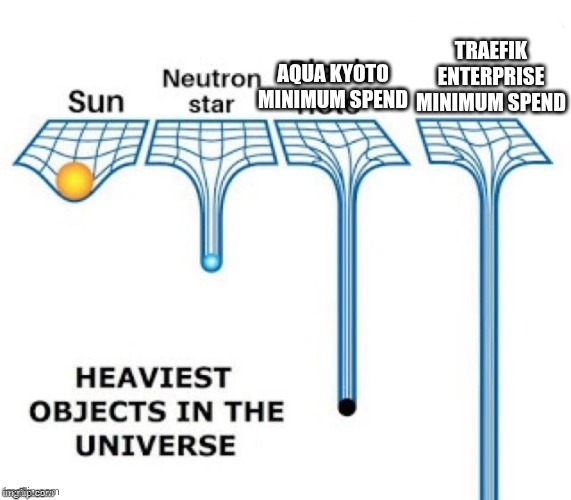 Sun
Neutron
star
AQUA KYOTO
MINIMUM SPEND
TRAEFIK
ENTERPRISE
MINIMUM SPEND
HEAVIEST
OBJECTS IN THE
UNIVERSE
imgflip.com